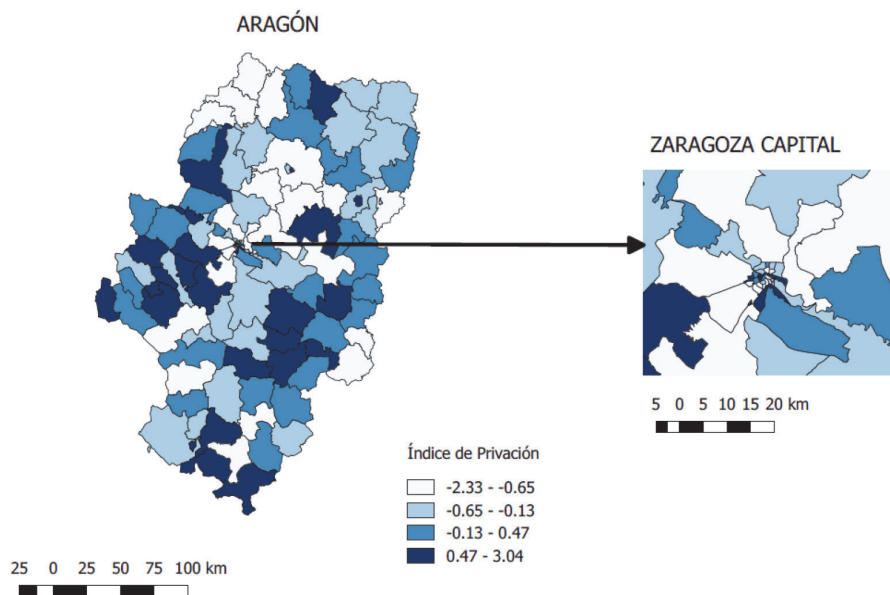 ARAGÓN
ZARAGOZA CAPITAL
5 0 5 10 15 20 km
Índice de Privación
-2.33 - -0.65
-0.65 - -0.13
-0.13 - 0.47
0.47 - 3.04
25 0 25 50 75 100 km